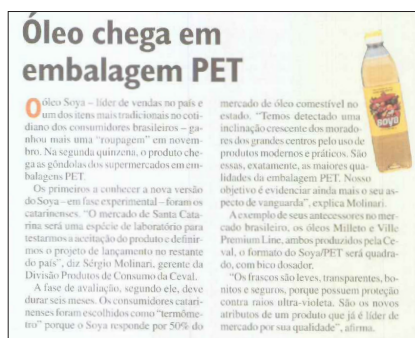 Óleo chega em
embalagem PET
O óleo Soya – líder de vendas no país e
um dos itens mais tradicionais no coti-
diano dos consumidores brasileiros – ga-
nhou mais uma "roupagem" em novem-
bro. Na segunda quinzena, o produto che-
ga as gôndolas dos supermercados em em-
balagens PET.
Os primeiros a conhecer a nova versão
do Soya – em fase experimental – foram os
catarinenses. "O mercado de Santa Cata-
rina será uma espécie de laboratório para
testarmos a aceitação do produto e definir-
mos o projeto de lançamento no restante
do país", diz Sérgio Molinari, gerente da
Divisão Produtos de Consumo da Ceval.
A fase de avaliação, segundo ele, deve
durar seis meses. Os consumidores catari-
nenses foram escolhidos como "termôme-
tro" porque o Soya responde por 50% do
mercado de óleo comestível no
estado. "Temos detectado uma
inclinação crescente dos morado-
res dos grandes centros pelo uso de
produtos modernos e práticos. São
essas, exatamente, as maiores qua-
lidades da embalagem PET. Nosso
objetivo é evidenciar ainda mais o seu as-
pecto de vanguarda", explica Molinari.
A exemplo de seus antecessores no mer-
cado brasileiro, os óleos Milleto e Ville
Premium Line, ambos produzidos pela Ce-
val, o formato do Soya/PET será quadra-
do, com bico dosador.
"Os frascos são leves, transparentes, bo-
nitos e seguros, porque possuem proteção
contra raios ultra-violeta. São os novos
atributos de um produto que já é líder de
mercado por sua qualidade", afirma.
SOYA